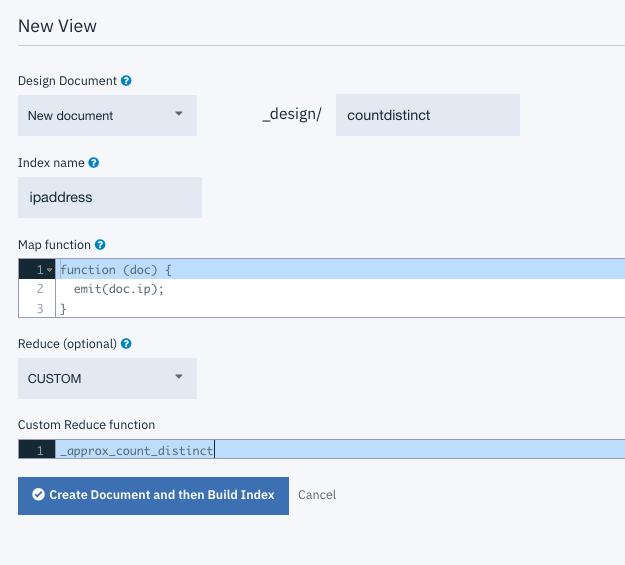 New View
Design Document
New document
_design/ countdistinct
Index name
ipaddress
Map function
1 function (doc) {
2 emit(doc.ip);
3 }
Reduce (optional)
CUSTOM
Custom Reduce function
1 _approx_count_distinct
Create Document and then Build Index Cancel